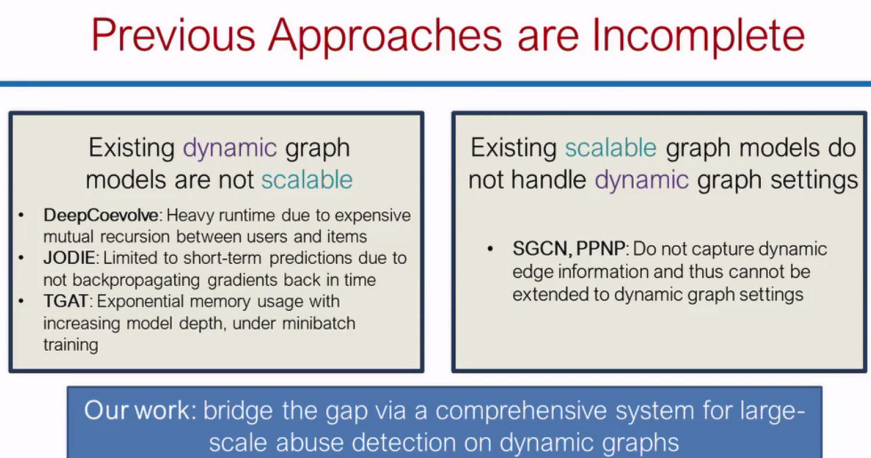 Previous Approaches are Incomplete
Existing dynamic graph
models are not scalable
• DeepCoevolve: Heavy runtime due to expensive
mutual recursion between users and items
• JODIE: Limited to short-term predictions due to
not backpropagating gradients back in time
• TGAT: Exponential memory usage with
increasing model depth, under minibatch
training
Existing scalable graph models do
not handle dynamic graph settings
• SGCN, PPNP: Do not capture dynamic
edge information and thus cannot be
extended to dynamic graph settings
Our work: bridge the gap via a comprehensive system for large-
scale abuse detection on dynamic graphs